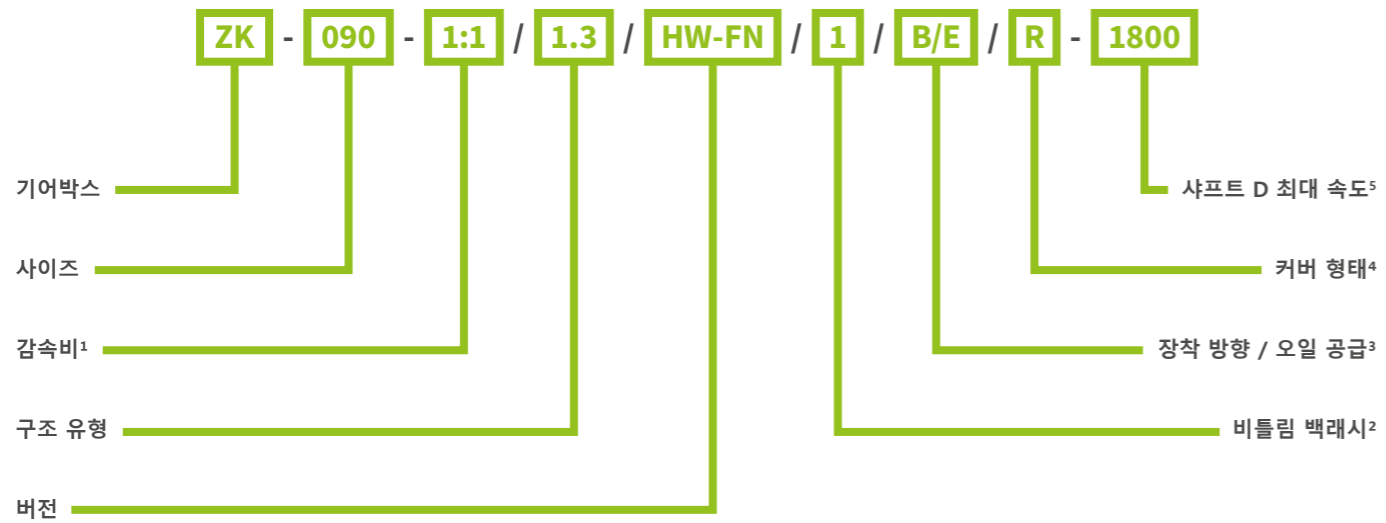 ZK - 090 - 1:1 / 1.3 / HW-FN / 1 / B/E / R - 1800
기어박스
샤프트 D 최대 속도⁵
사이즈
커버 형태⁴
감속비¹
장착 방향 / 오일 공급³
구조 유형
비틀림 백래시²
버전